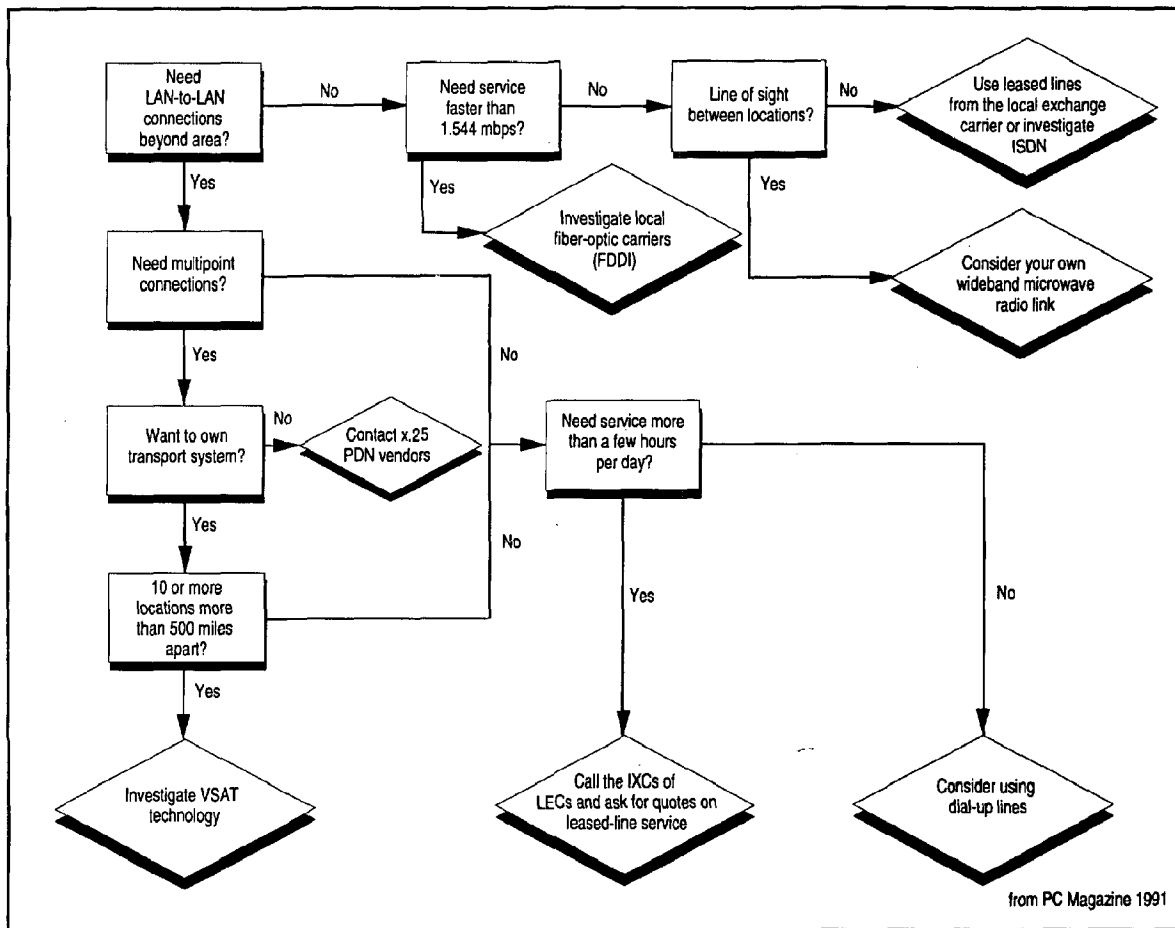 Need
LAN-to-LAN
connections
beyond area?
No
Need service
faster than
1.544 mbps?
No
Line of sight
between locations?
No
Use leased lines
from the local exchange
carrier or investigate
ISDN
Yes
Yes
Yes
Investigate local
fiber-optic carriers
(FDDI)
Consider your own
wideband microwave
radio link
Need multipoint
connections?
No
Yes
Want to own
transport system?
No
Contact x.25
PDN vendors
Need service more
than a few hours
per day?
Yes
No
10 or more
locations more
than 500 miles
apart?
Yes
No
Yes
Investigate VSAT
technology
Call the IXCs of
LECs and ask for quotes on
leased-line service
Consider using
dial-up lines
from PC Magazine 1991